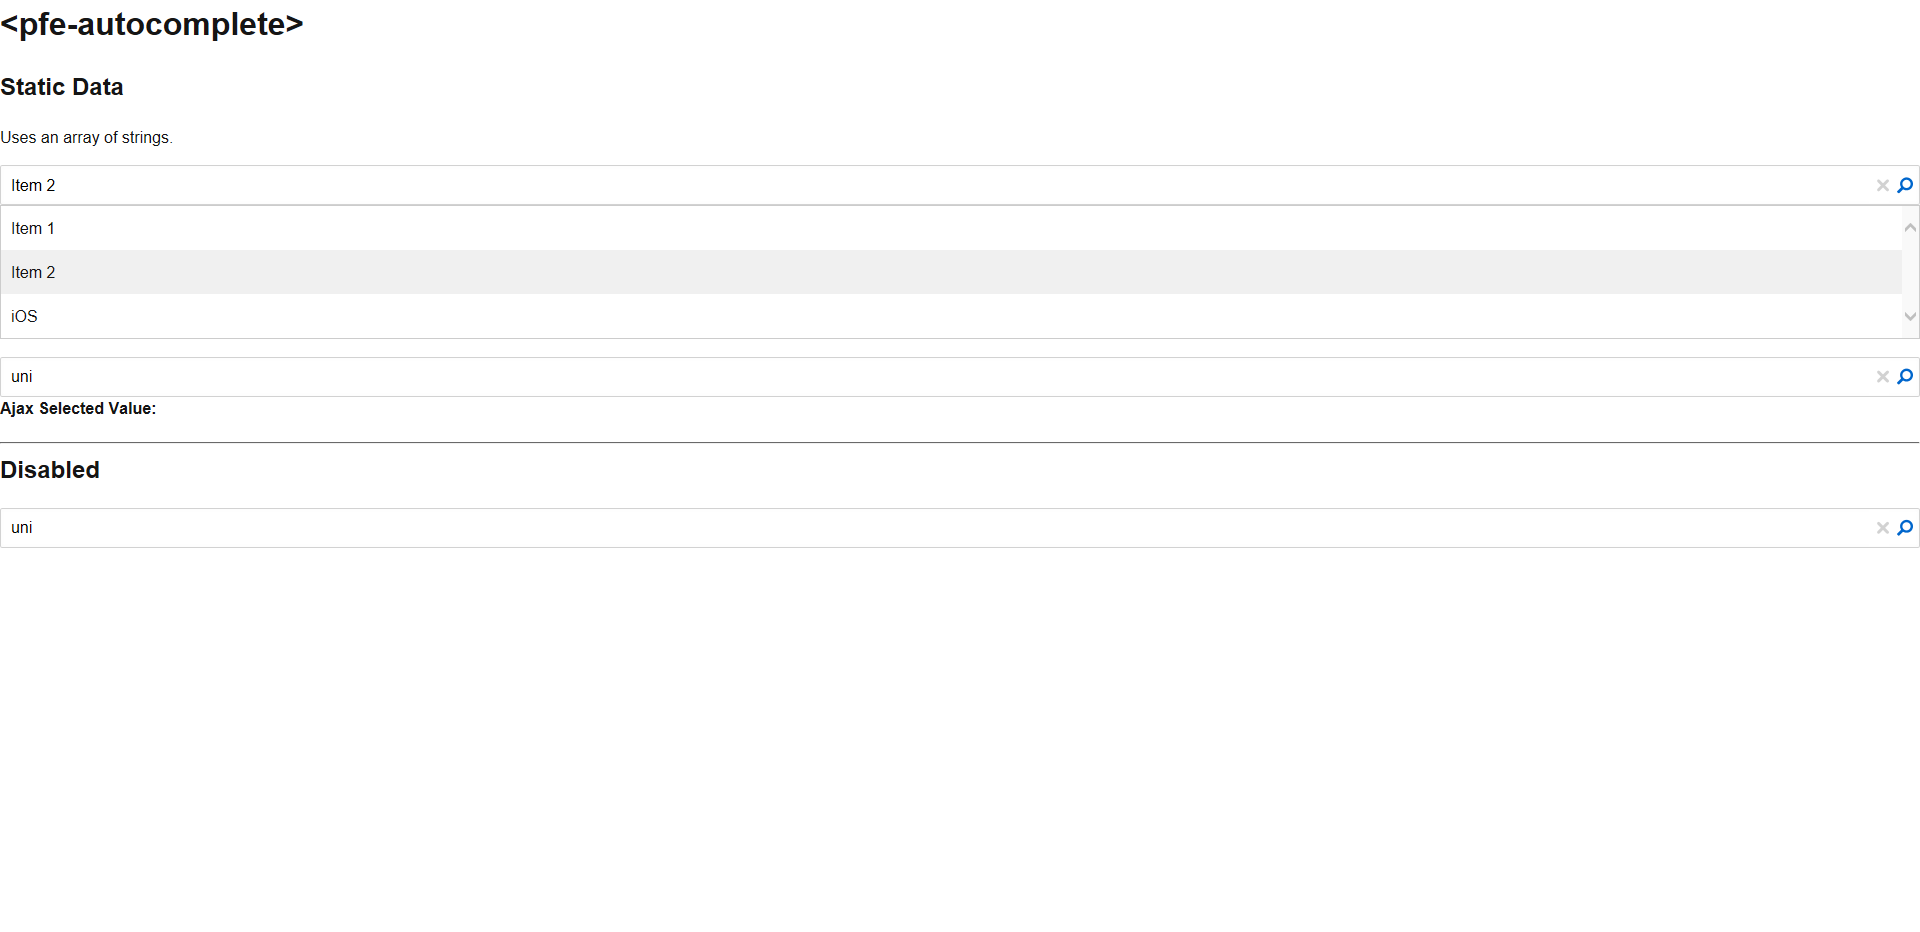 <pfe-autocomplete>
Static Data
Uses an array of strings.
Item 2
Item 1
Item 2
iOS
uni
Ajax Selected Value:
Disabled
uni